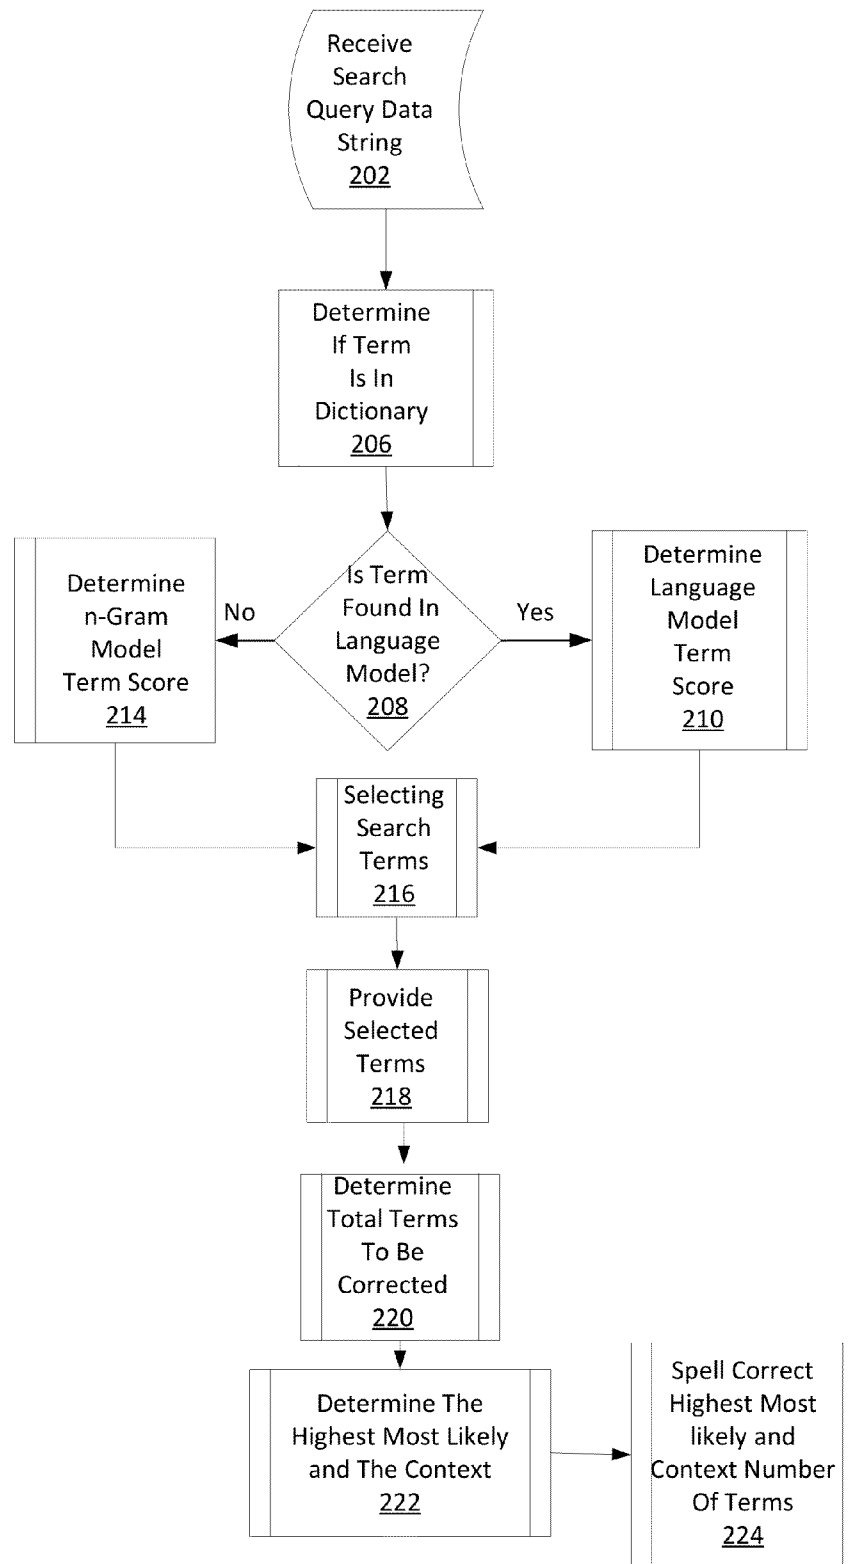 Receive
Search
Query Data
String
202
Determine
If Term
Is In
Dictionary
206
Is Term
Found In
Language
Model?
208
No
Yes
Determine
n-Gram
Model
Term Score
214
Determine
Language
Model
Term
Score
210
Selecting
Search
Terms
216
Provide
Selected
Terms
218
Determine
Total Terms
To Be
Corrected
220
Determine The
Highest Most Likely
and The Context
222
Spell Correct
Highest Most
likely and
Context Number
Of Terms
224